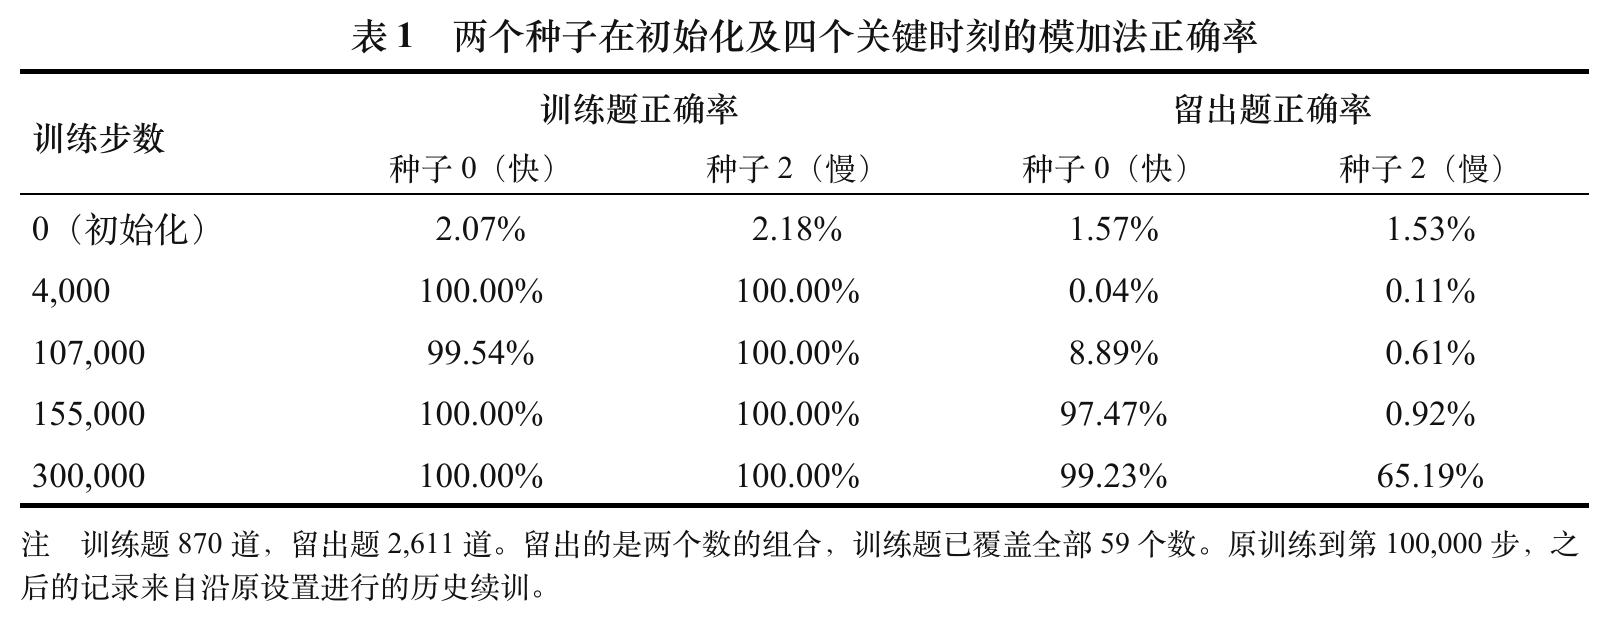 表 1 两个种子在初始化及四个关键时刻的模加法正确率
训练步数 训练题正确率 留出题正确率
种子 0（快） 种子 2（慢） 种子 0（快） 种子 2（慢）
0（初始化） 2.07% 2.18% 1.57% 1.53%
4,000 100.00% 100.00% 0.04% 0.11%
107,000 99.54% 100.00% 8.89% 0.61%
155,000 100.00% 100.00% 97.47% 0.92%
300,000 100.00% 100.00% 99.23% 65.19%
注 训练题 870 道，留出题 2,611 道。留出的是两个数的组合，训练题已覆盖全部 59 个数。原训练到第 100,000 步，之
后的记录来自沿原设置进行的历史续训。